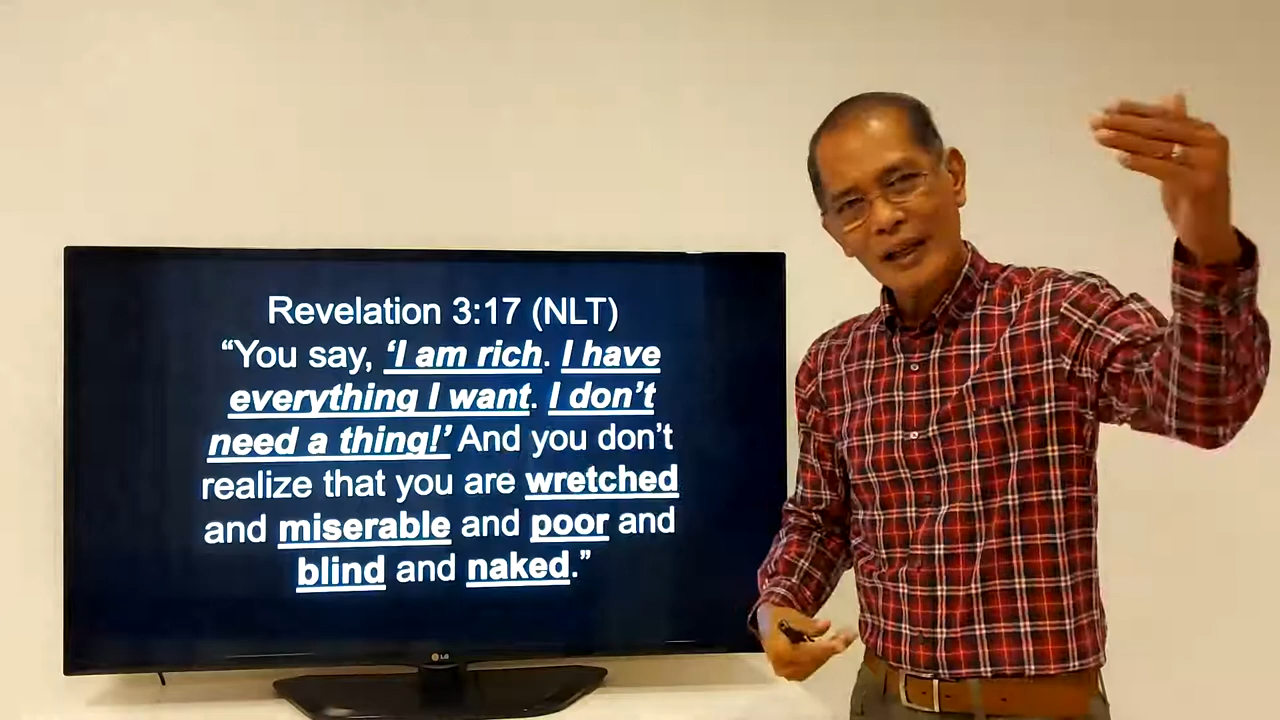 Revelation 3:17 (NLT)
“You say, ‘I am rich. I have
everything I want. I don’t
need a thing!’ And you don’t
realize that you are wretched
and miserable and poor and
blind and naked.”
LG